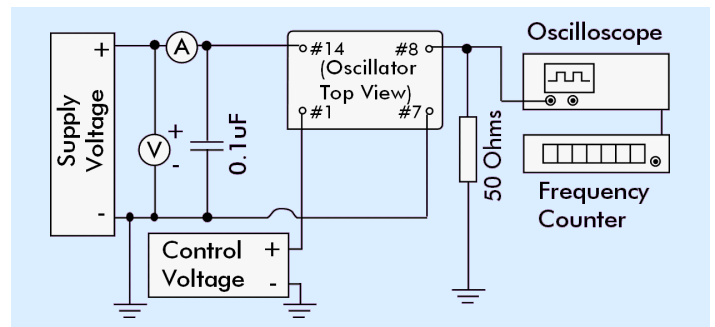 Supply
Voltage
+
-
A
V
+
-
0.1uF
#14
#8
(Oscillator
Top View)
#1
#7
50 Ohms
Oscilloscope
Frequency
Counter
Control
Voltage
+
-